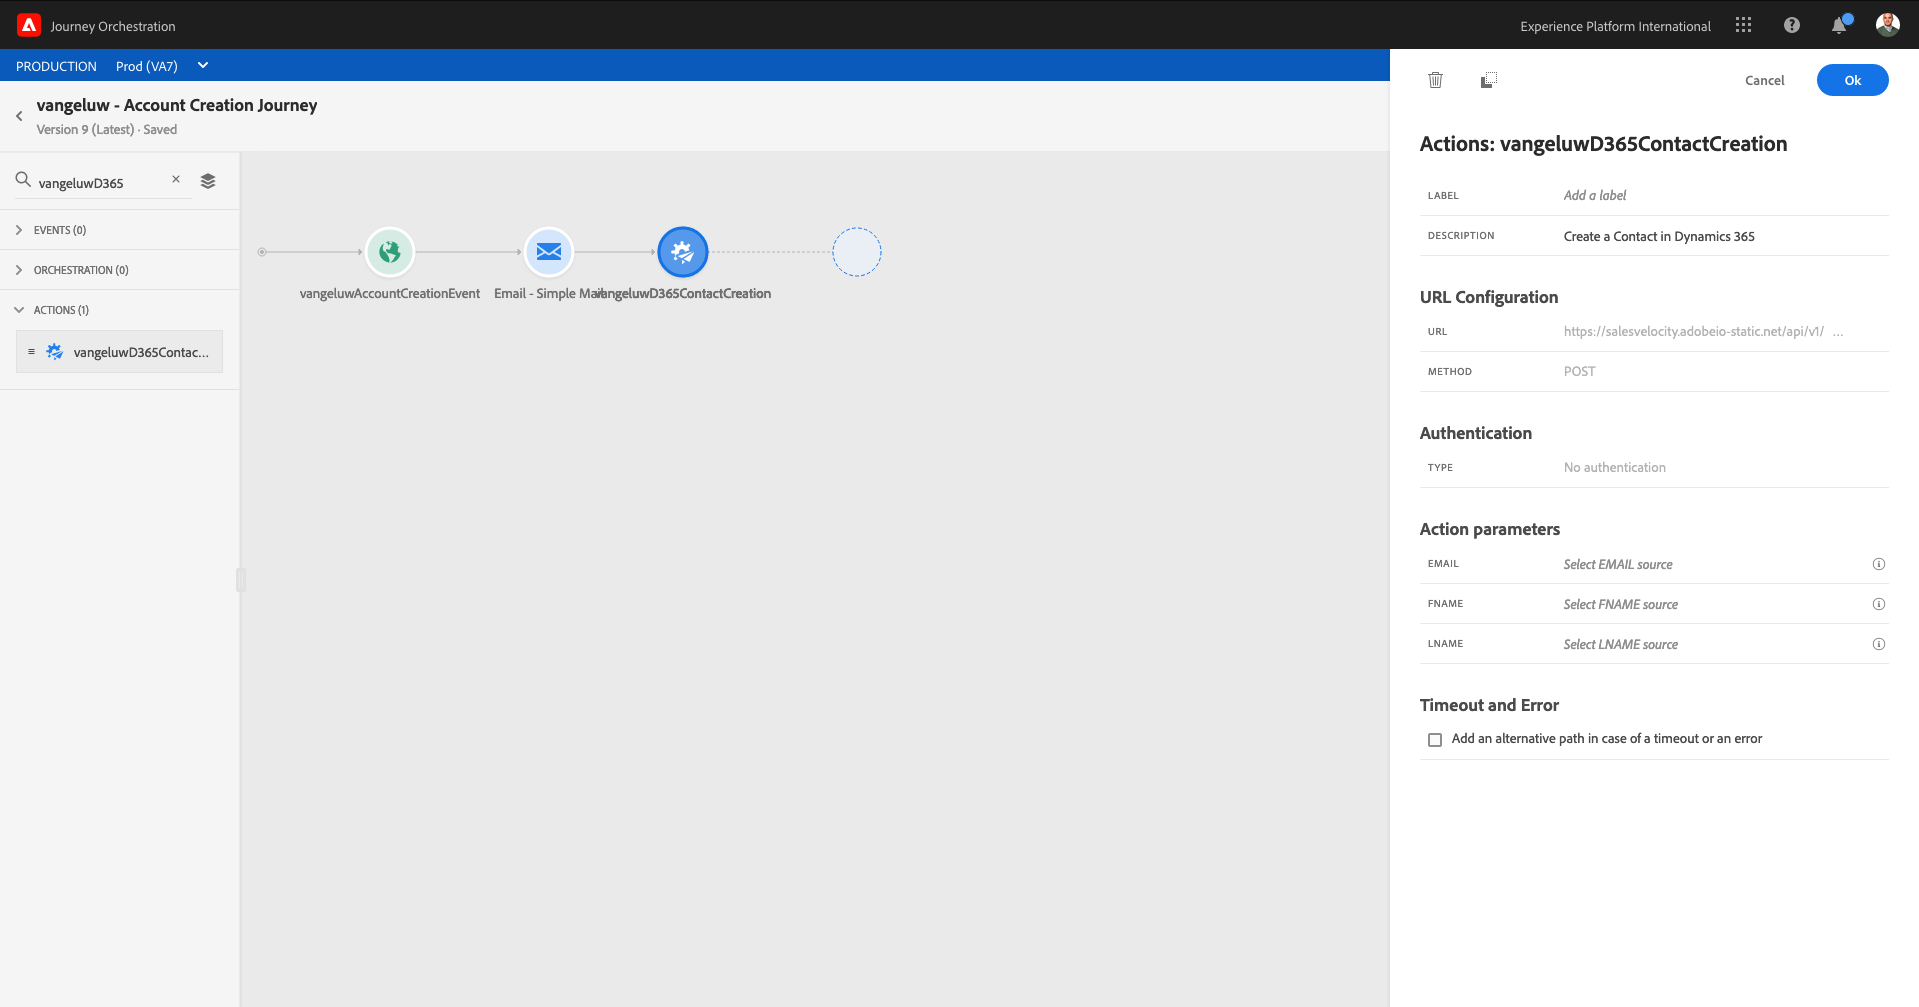 Journey Orchestration
Experience Platform International
PRODUCTION Prod (VA7)
vangeluw - Account Creation Journey
Version 9 (Latest) · Saved
vangeluwD365
EVENTS (0)
ORCHESTRATION (0)
ACTIONS (1)
vangeluwD365Contac...
vangeluwAccountCreationEvent
Email - Simple Mail
vangeluwD365ContactCreation
Cancel
Ok
Actions: vangeluwD365ContactCreation
LABEL Add a label
DESCRIPTION Create a Contact in Dynamics 365
URL Configuration
URL https://salesvelocity.adobeio-static.net/api/v1/ ...
METHOD POST
Authentication
TYPE No authentication
Action parameters
EMAIL Select EMAIL source
FNAME Select FNAME source
LNAME Select LNAME source
Timeout and Error
Add an alternative path in case of a timeout or an error